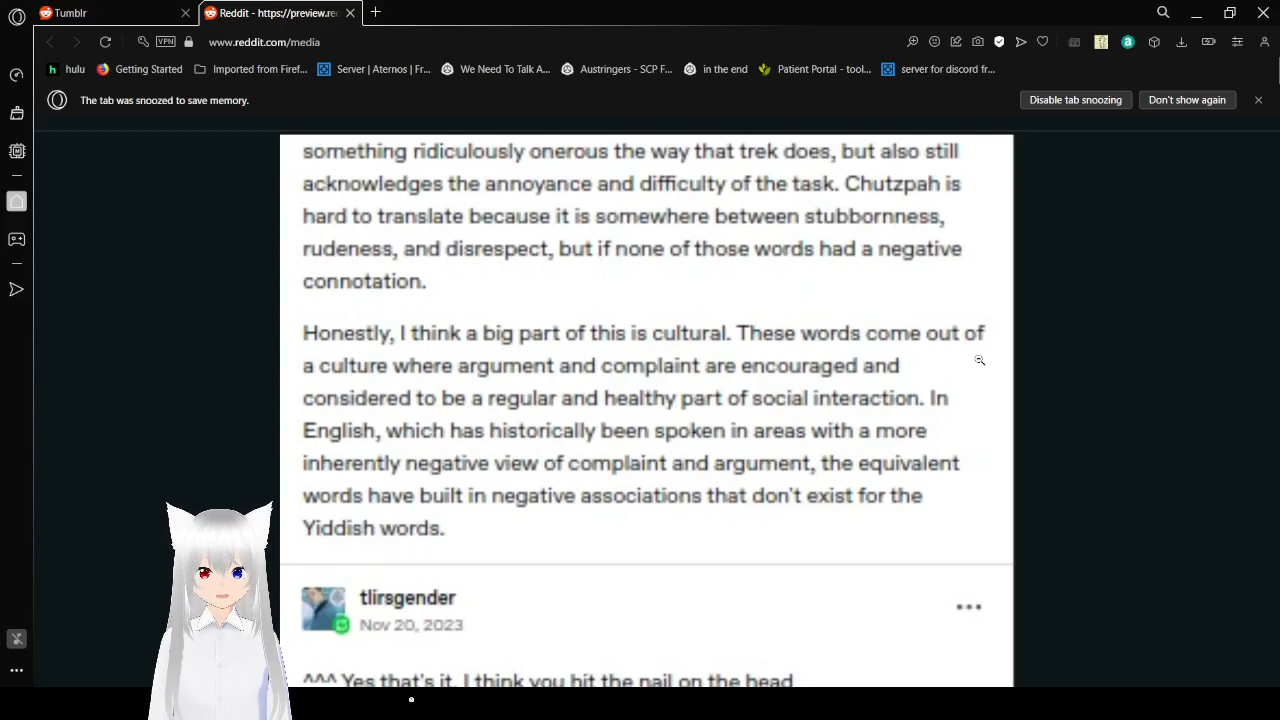 Tumblr
Reddit - https://preview.re
VPN
www.reddit.com/media
hulu
Getting Started
Imported from Firef...
Server | Aternos | Fr...
We Need To Talk A...
Austringers - SCP F...
in the end
Patient Portal - tool...
server for discord fr...
The tab was snoozed to save memory.
Disable tab snoozing
Don't show again
something ridiculously onerous the way that trek does, but also still
acknowledges the annoyance and difficulty of the task. Chutzpah is
hard to translate because it is somewhere between stubbornness,
rudeness, and disrespect, but if none of those words had a negative
connotation.
Honestly, I think a big part of this is cultural. These words come out of
a culture where argument and complaint are encouraged and
considered to be a regular and healthy part of social interaction. In
English, which has historically been spoken in areas with a more
inherently negative view of complaint and argument, the equivalent
words have built in negative associations that don't exist for the
Yiddish words.
tlirsgender
Nov 20, 2023
^^^ Yes that's it, I think you hit the nail on the head